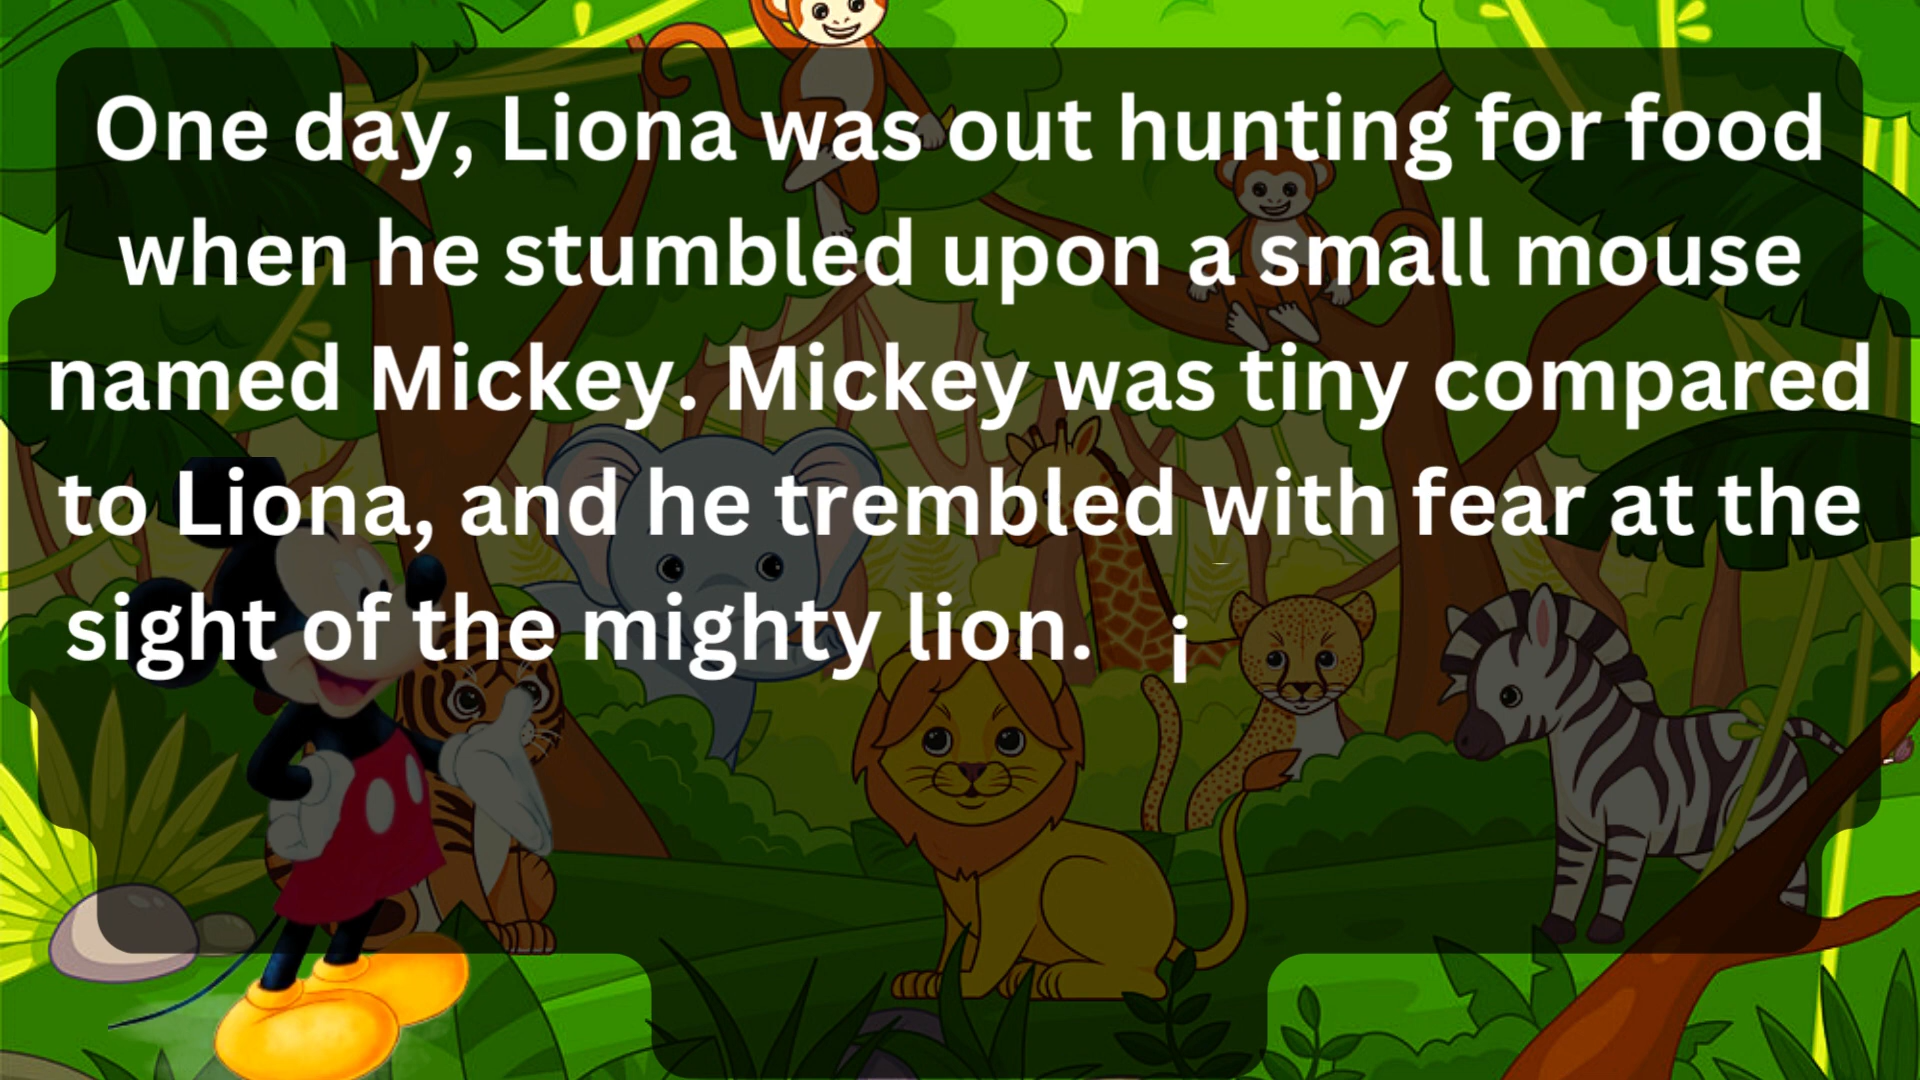 One day, Liona was out hunting for food
when he stumbled upon a small mouse
named Mickey. Mickey was tiny compared
to Liona, and he trembled with fear at the
sight of the mighty lion. ¡